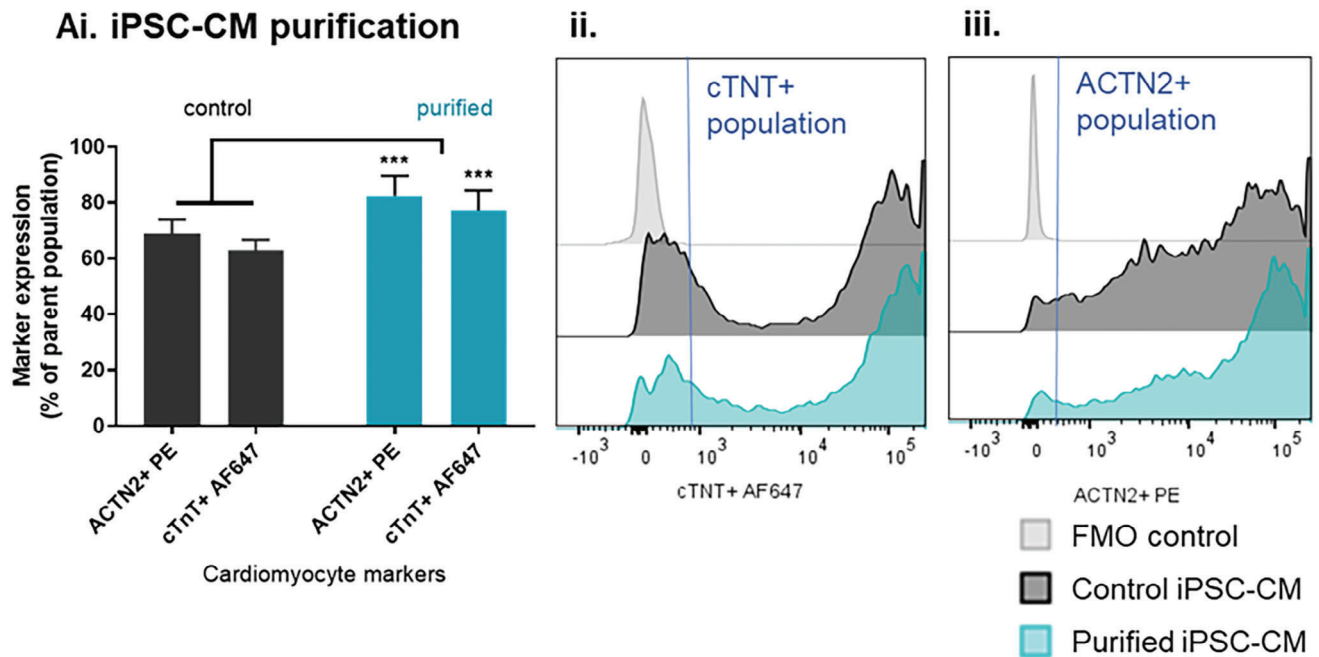 Ai. iPSC-CM purification
control
purified
Marker expression
(% of parent population)
100
80
60
40
20
0
***
***
ACTN2+ PE
cTnT+ AF647
ACTN2+ PE
cTnT+ AF647
Cardiomyocyte markers
ii.
cTNT+
population
-10³ 0 10³ 10⁴ 10⁵
cTNT+ AF647
iii.
ACTN2+
population
-10³ 0 10³ 10⁴ 10⁵
ACTN2+ PE
FMO control
Control iPSC-CM
Purified iPSC-CM